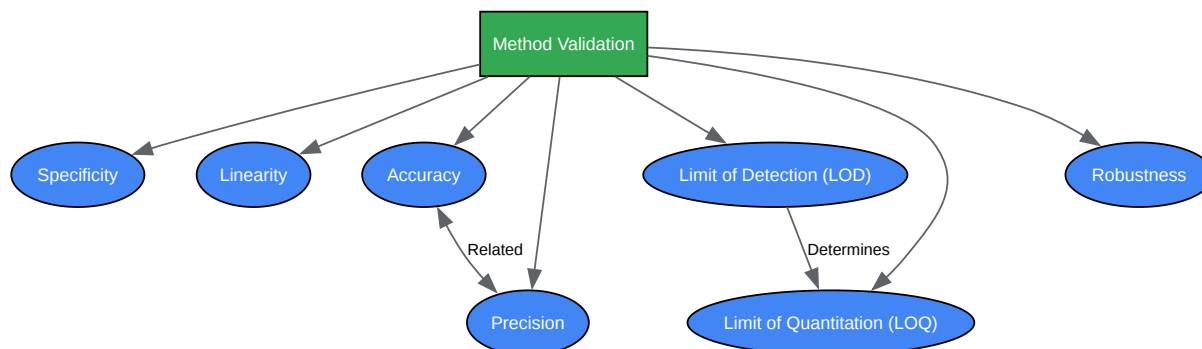 Method Validation
Specificity
Linearity
Accuracy
Limit of Detection (LOD)
Robustness
Related
Determines
Precision
Limit of Quantitation (LOQ)